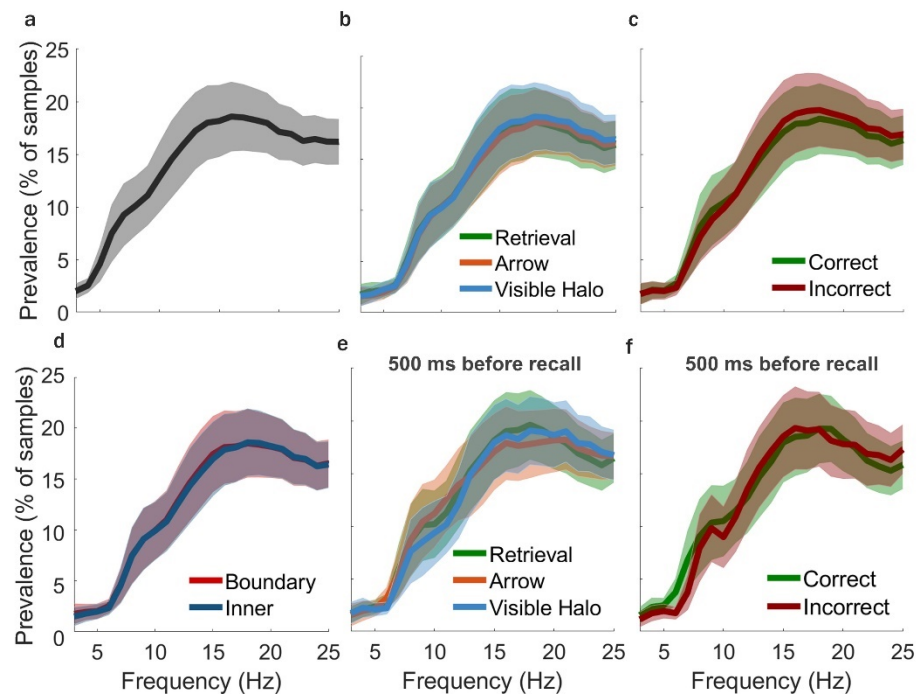 a
b
c
Prevalence (% of samples)
25
20
15
10
5
0
Retrieval
Arrow
Visible Halo
Correct
Incorrect
d
e
f
500 ms before recall
500 ms before recall
Prevalence (% of samples)
25
20
15
10
5
0
Boundary
Inner
Retrieval
Arrow
Visible Halo
Correct
Incorrect
5 10 15 20 25
5 10 15 20 25
5 10 15 20 25
Frequency (Hz)
Frequency (Hz)
Frequency (Hz)